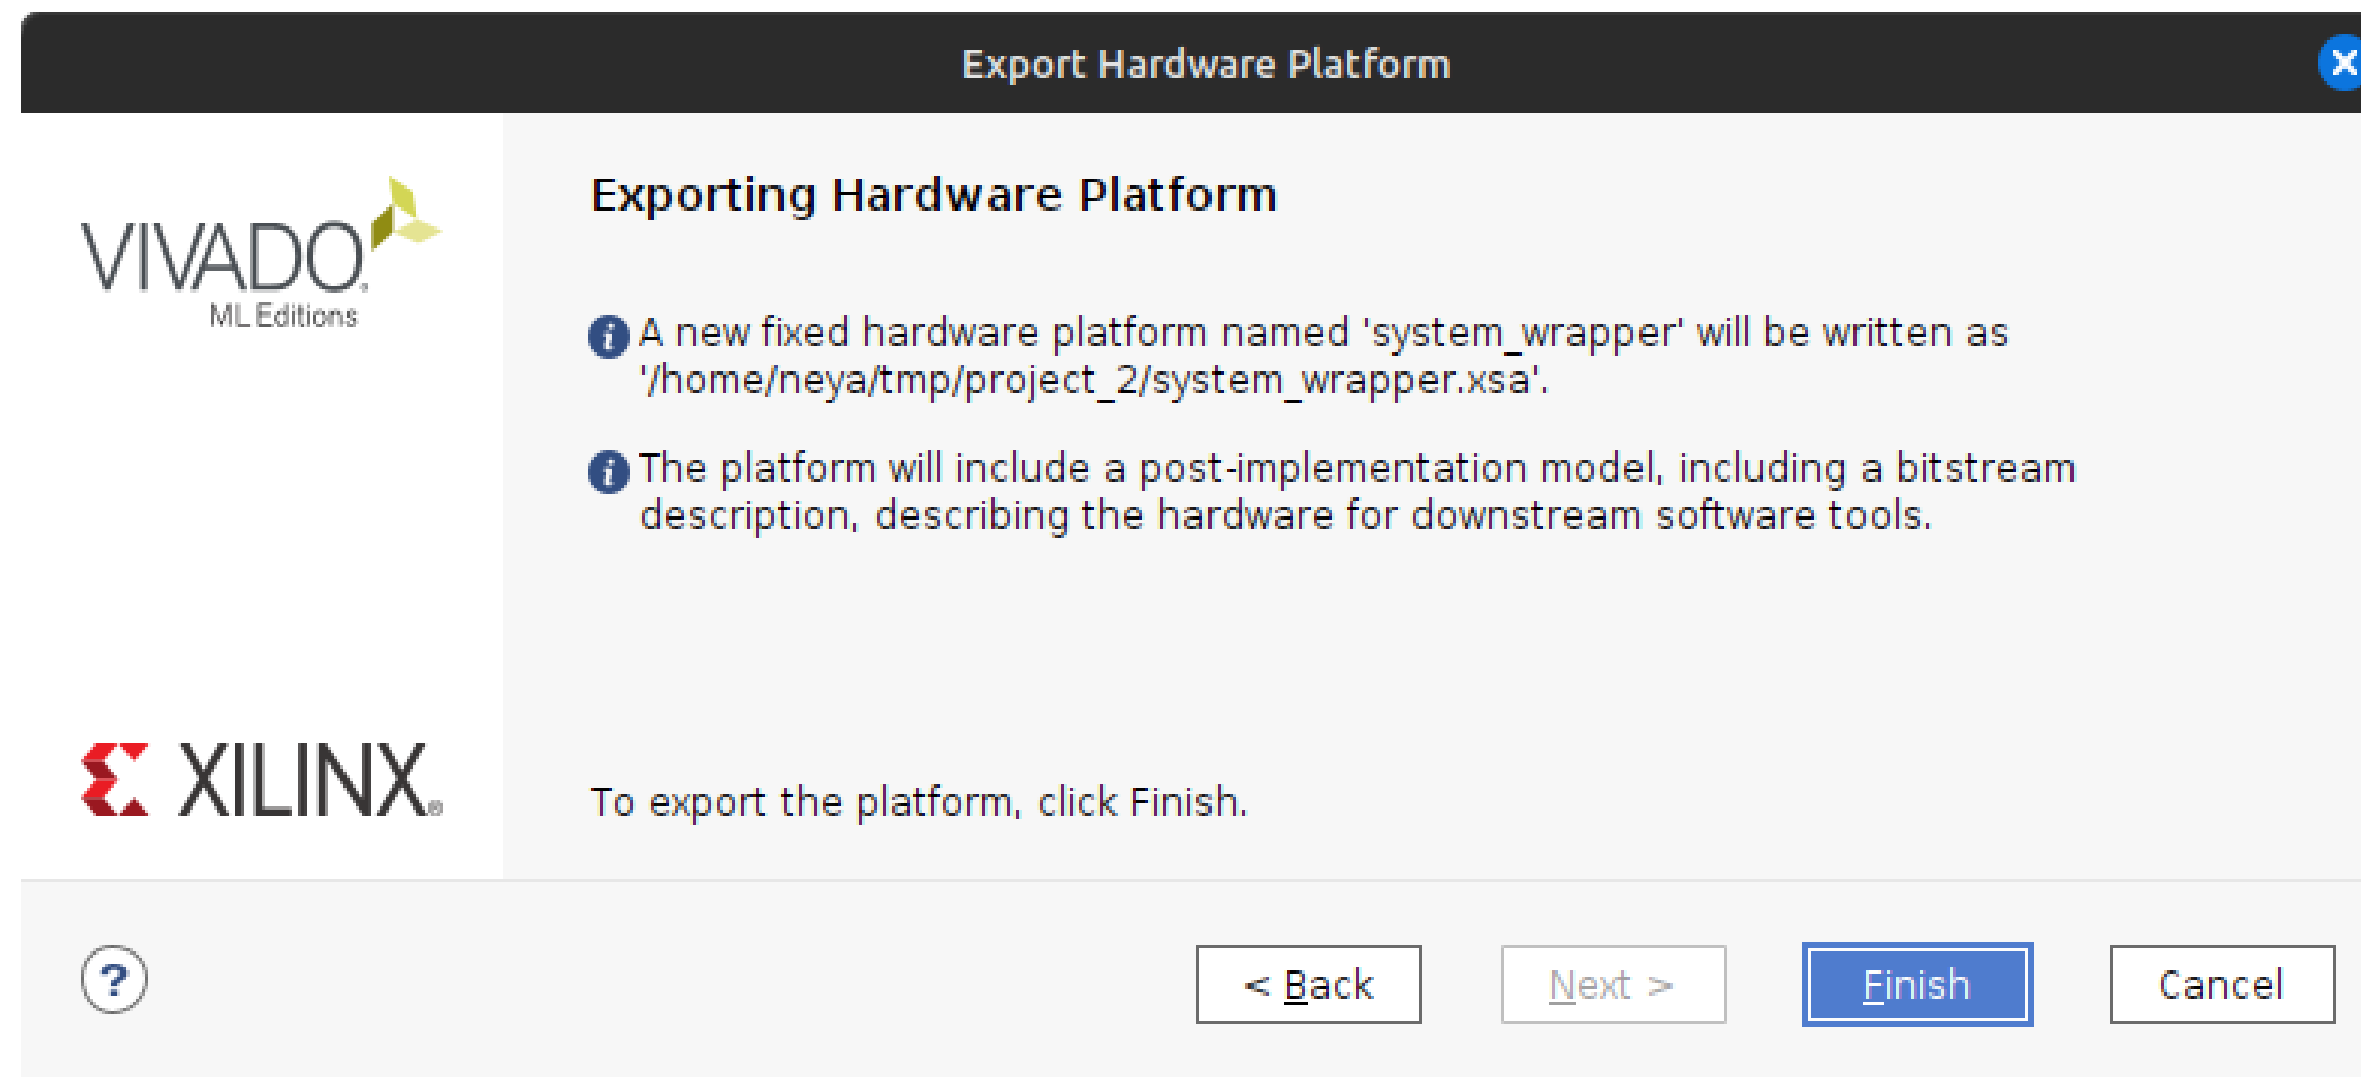 Export Hardware Platform
VIVADO
ML Editions
Exporting Hardware Platform
A new fixed hardware platform named 'system_wrapper' will be written as
'/home/neya/tmp/project_2/system_wrapper.xsa'.
The platform will include a post-implementation model, including a bitstream
description, describing the hardware for downstream software tools.
XILINX®
To export the platform, click Finish.
?
< Back
Next >
Finish
Cancel